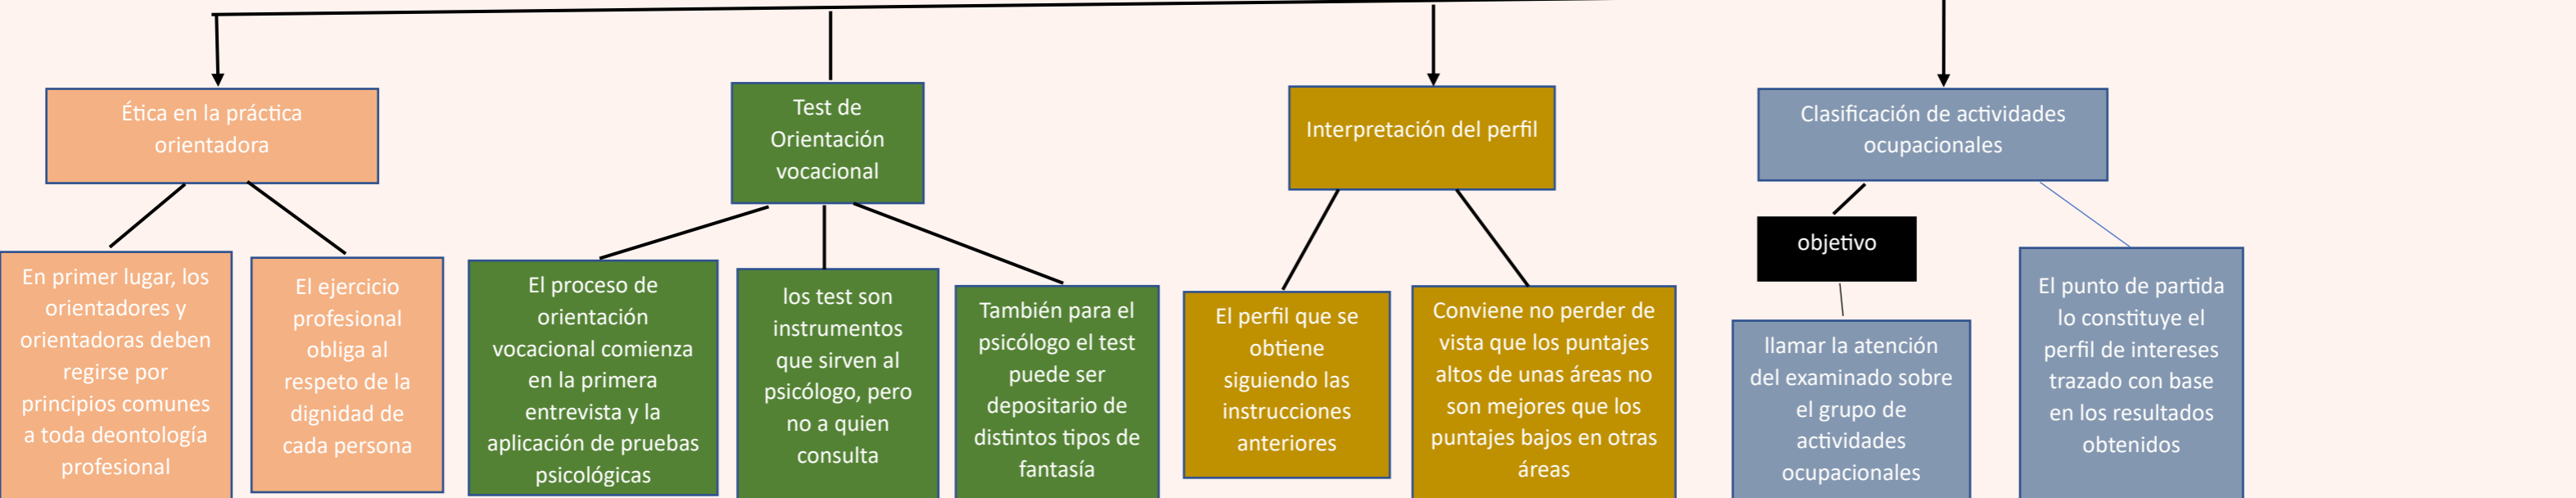 Ética en la práctica
orientadora
Test de
Orientación
vocacional
Interpretación del perfil
Clasificación de actividades
ocupacionales
objetivo
En primer lugar, los
orientadores y
orientadoras deben
regirse por
principios comunes
a toda deontología
profesional
El ejercicio
profesional
obliga al
respeto de la
dignidad de
cada persona
El proceso de
orientación
vocacional comienza
en la primera
entrevista y la
aplicación de pruebas
psicológicas
los test son
instrumentos
que sirven al
psicólogo, pero
no a quien
consulta
También para el
psicólogo el test
puede ser
depositario de
distintos tipos de
fantasía
El perfil que se
obtiene
siguiendo las
instrucciones
anteriores
Conviene no perder de
vista que los puntajes
altos de unas áreas no
son mejores que los
puntajes bajos en otras
áreas
llamar la atención
del examinado sobre
el grupo de
actividades
ocupacionales
El punto de partida
lo constituye el
perfil de intereses
trazado con base
en los resultados
obtenidos